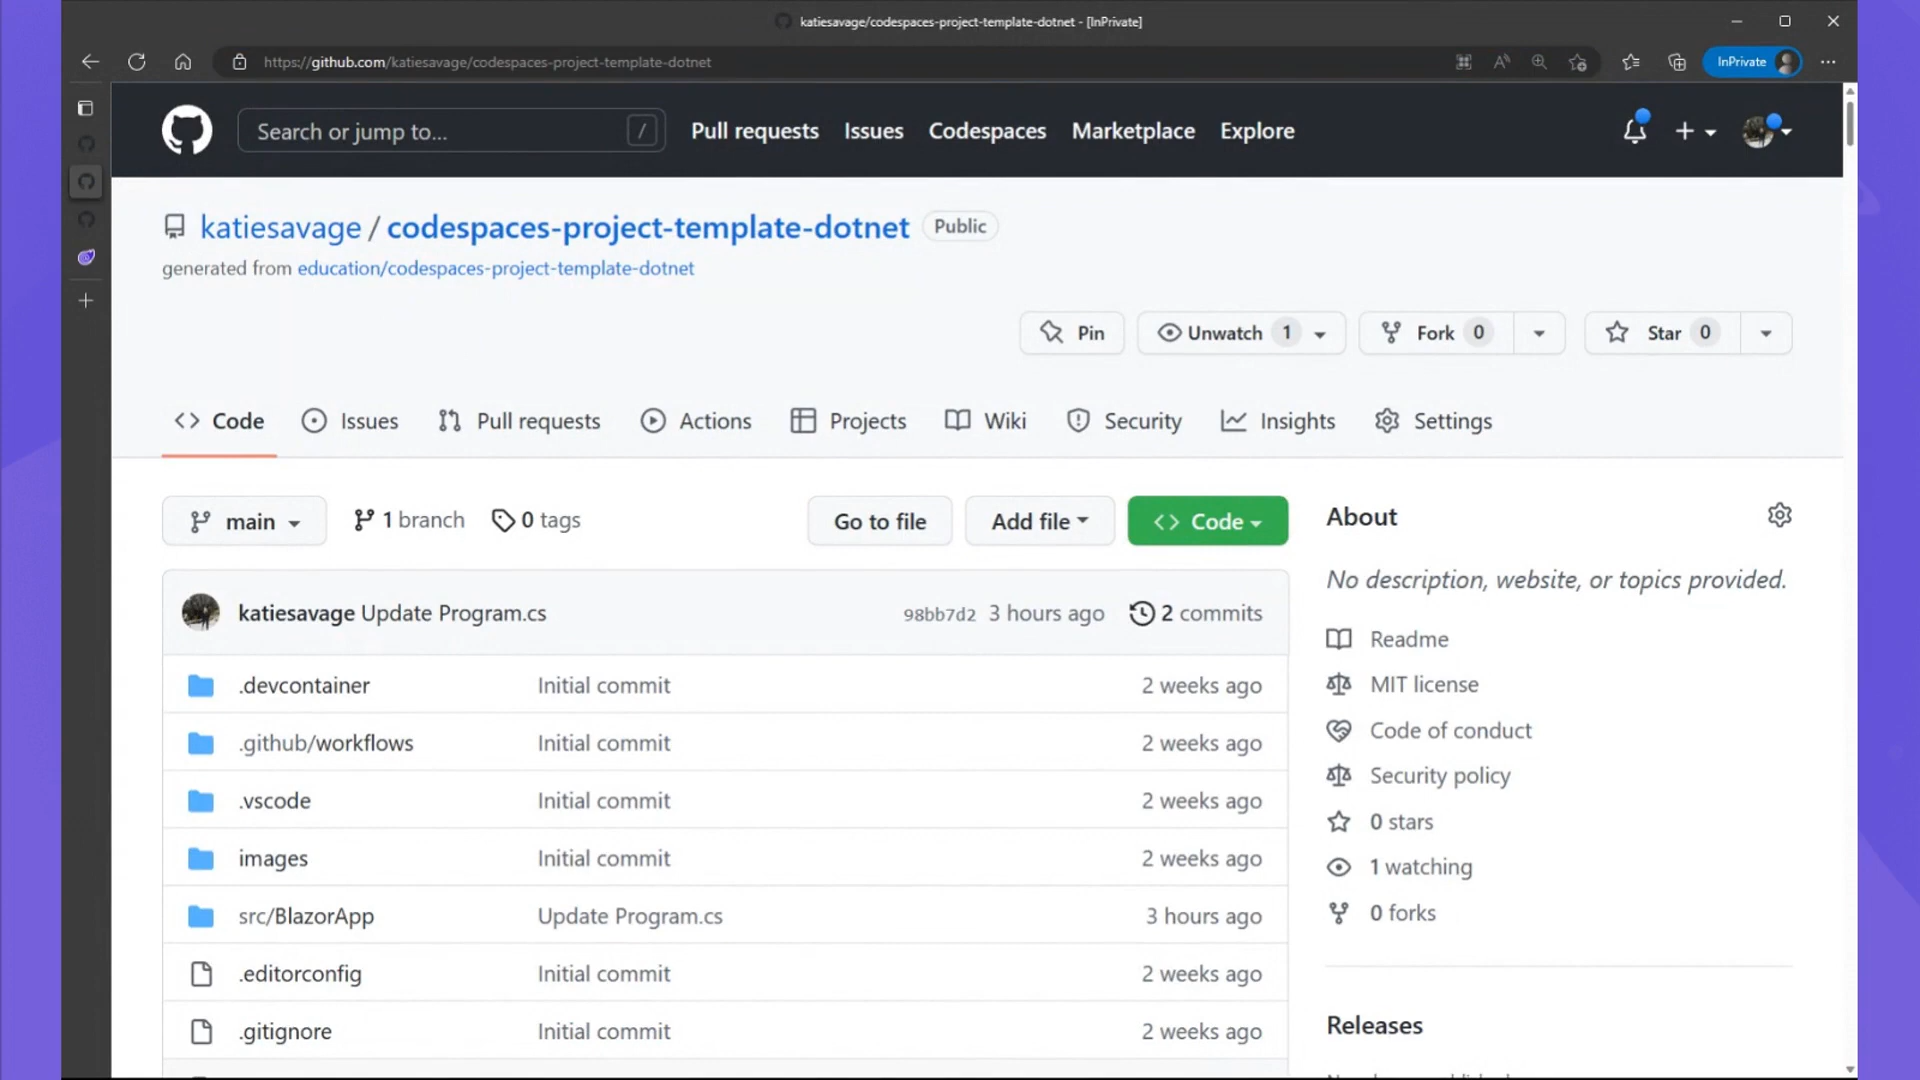 katiesavage/codespaces-project-template-dotnet - [InPrivate]
https://github.com/katiesavage/codespaces-project-template-dotnet
InPrivate
Search or jump to...
/
Pull requests
Issues
Codespaces
Marketplace
Explore
katiesavage / codespaces-project-template-dotnet Public
generated from education/codespaces-project-template-dotnet
Pin
Unwatch 1
Fork 0
Star 0
Code
Issues
Pull requests
Actions
Projects
Wiki
Security
Insights
Settings
main
1 branch
0 tags
Go to file
Add file
Code
katiesavage Update Program.cs 98bb7d2 3 hours ago 2 commits
.devcontainer Initial commit 2 weeks ago
.github/workflows Initial commit 2 weeks ago
.vscode Initial commit 2 weeks ago
images Initial commit 2 weeks ago
src/BlazorApp Update Program.cs 3 hours ago
.editorconfig Initial commit 2 weeks ago
.gitignore Initial commit 2 weeks ago
About
No description, website, or topics provided.
Readme
MIT license
Code of conduct
Security policy
0 stars
1 watching
0 forks
Releases